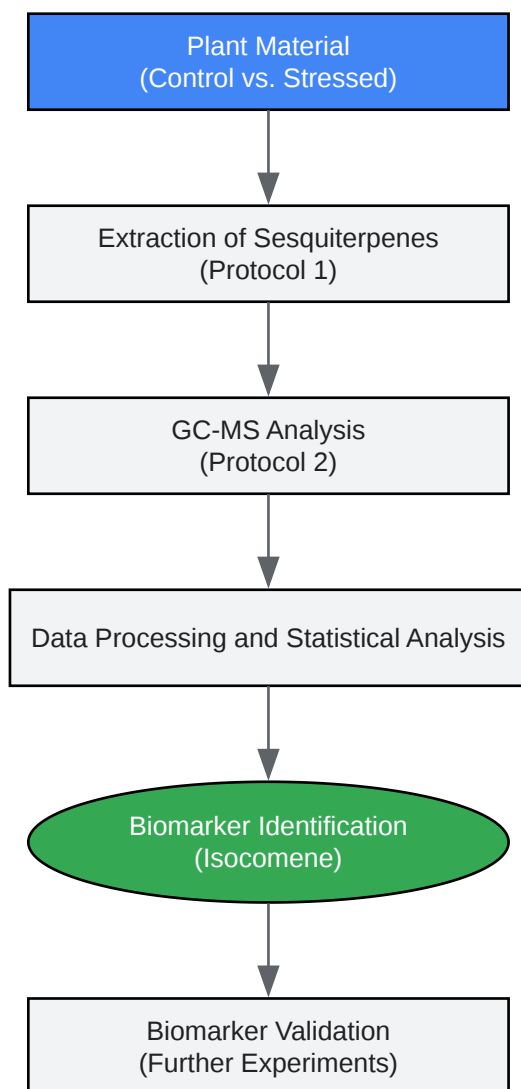 Plant Material
(Control vs. Stressed)
Extraction of Sesquiterpenes
(Protocol 1)
GC-MS Analysis
(Protocol 2)
Data Processing and Statistical Analysis
Biomarker Identification
(Isocomene)
Biomarker Validation
(Further Experiments)